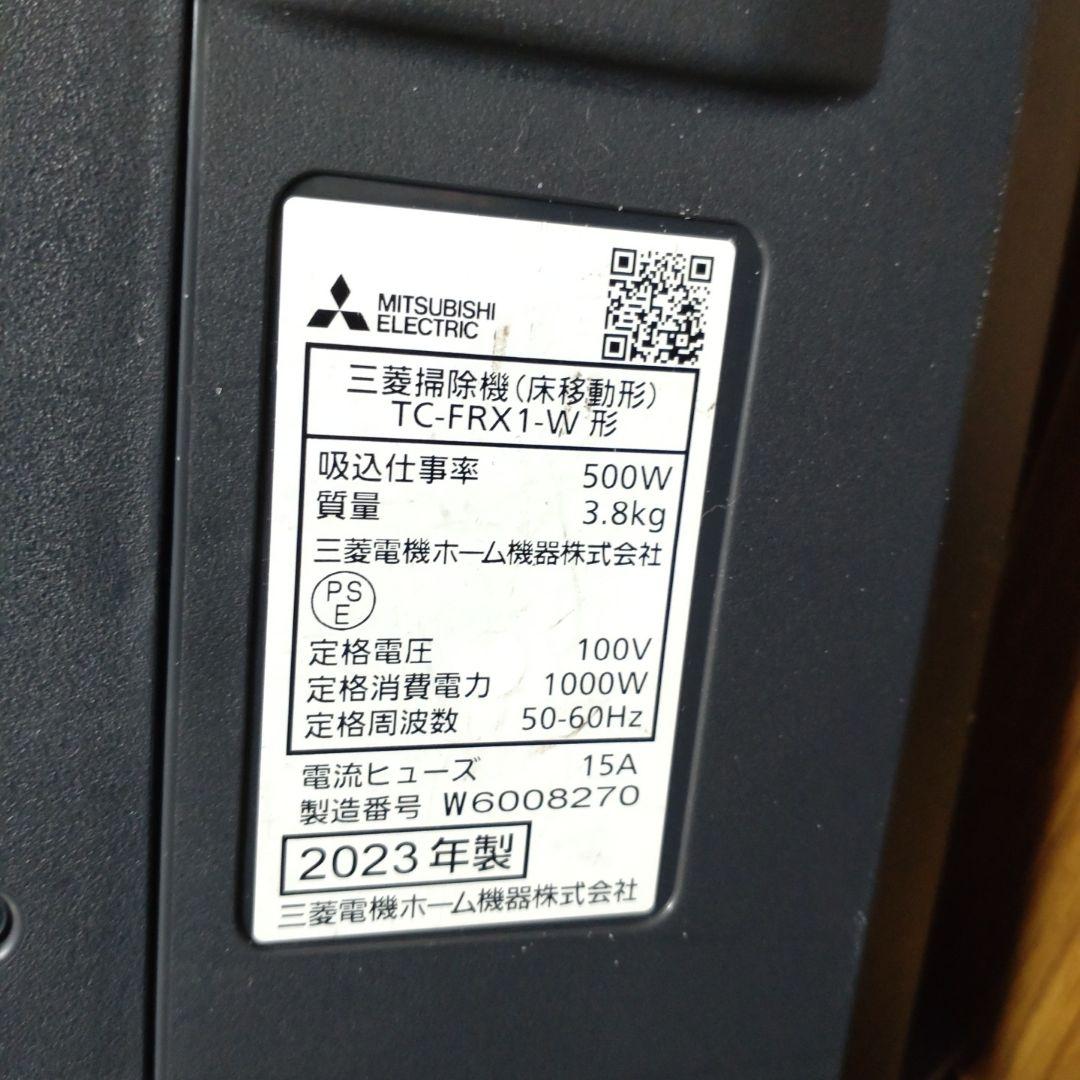 MITSUBISHI
ELECTRIC
三菱掃除機(床移動形)
TC-FRX1-W 形
吸込仕事率 500W
質量 3.8kg
三菱電機ホーム機器株式会社
PS
E
定格電圧 100V
定格消費電力 1000W
定格周波数 50-60Hz
電流ヒューズ 15A
製造番号 W6008270
2023年製
三菱電機ホーム機器株式会社